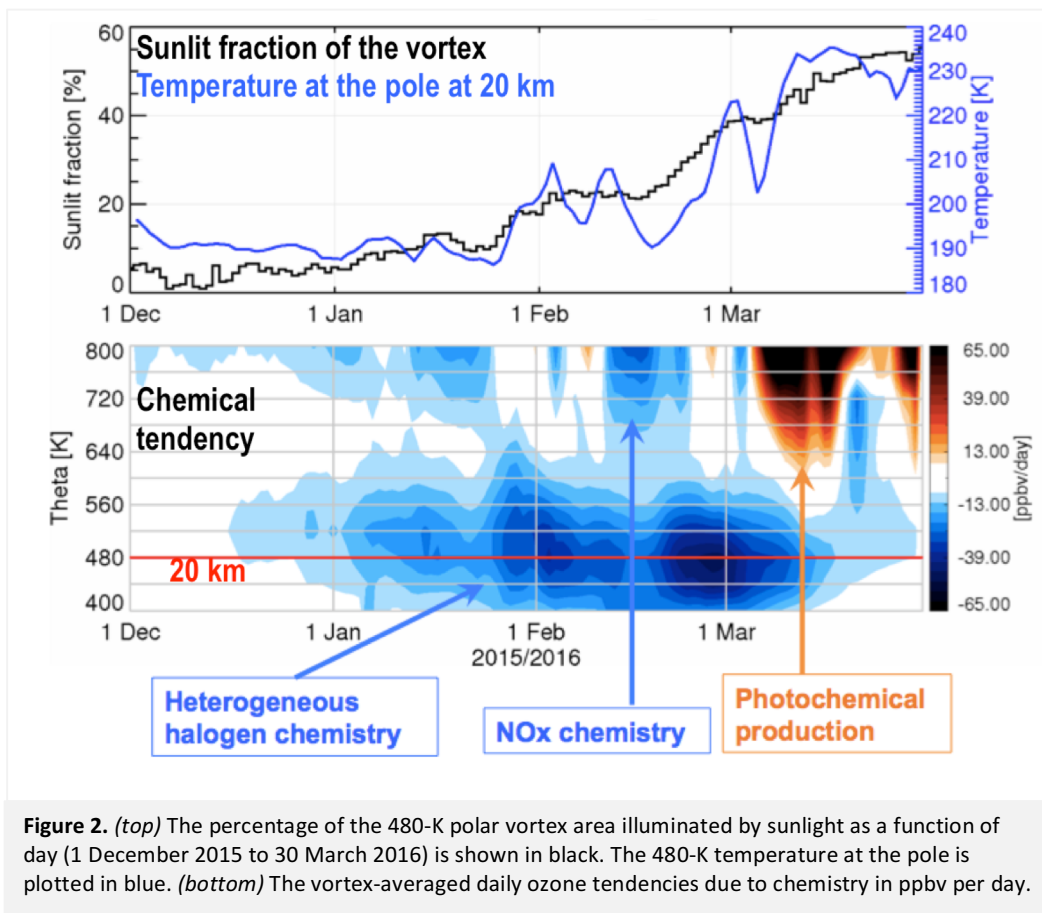 Sunlit fraction of the vortex
Temperature at the pole at 20 km
Sunlit fraction [%]
60
40
20
0
240
230
220
210
200
190
180
Temperature [K]
1 Dec
1 Jan
1 Feb
1 Mar
Chemical
tendency
Theta [K]
800
720
640
560
480
400
20 km
65.00
39.00
13.00
-13.00
-39.00
-65.00
[ppbv/day]
1 Dec
1 Jan
1 Feb
1 Mar
2015/2016
Heterogeneous
halogen chemistry
NOx chemistry
Photochemical
production
Figure 2. (top) The percentage of the 480-K polar vortex area illuminated by sunlight as a function of
day (1 December 2015 to 30 March 2016) is shown in black. The 480-K temperature at the pole is
plotted in blue. (bottom) The vortex-averaged daily ozone tendencies due to chemistry in ppbv per day.